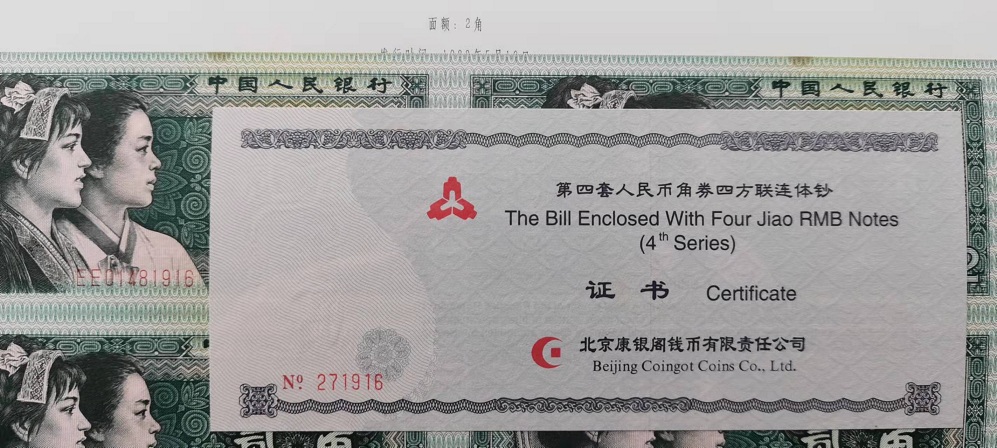 面额：2角
中国人民银行
中国人民银行
第四套人民币角券四方联连体钞
The Bill Enclosed With Four Jiao RMB Notes
(4th Series)
证书 Certificate
EE01481916
北京康银阁钱币有限责任公司
Beijing Coingot Coins Co., Ltd.
Nº 271916